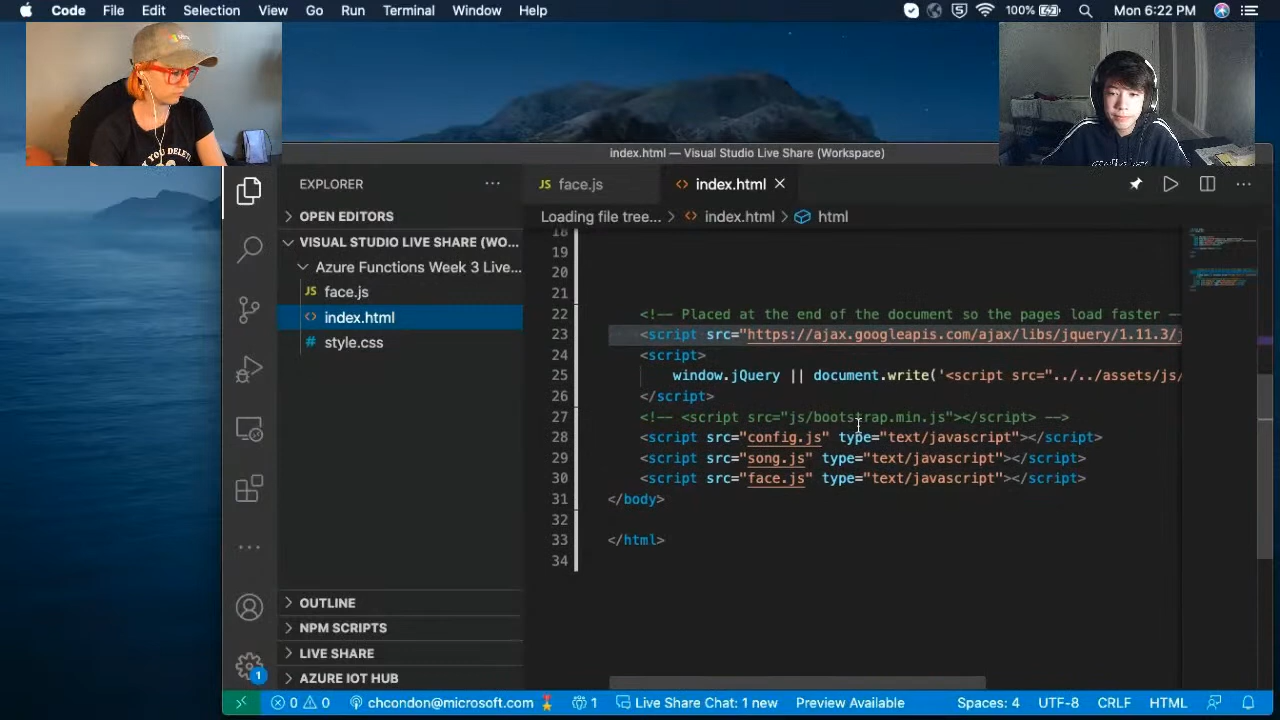 Code File Edit Selection View Go Run Terminal Window Help 100% Mon 6:22 PM
index.html — Visual Studio Live Share (Workspace)
EXPLORER
face.js
index.html
OPEN EDITORS
Loading file tree... > index.html > html
VISUAL STUDIO LIVE SHARE (WO...
Azure Functions Week 3 Live...
JS face.js
index.html
# style.css
18
19
20
21
22 <!-- Placed at the end of the document so the pages load faster
23 <script src="https://ajax.googleapis.com/ajax/libs/jquery/1.11.3/
24 <script>
25 window.jQuery || document.write('<script src="../../assets/js/
26 </script>
27 <!-- <script src="js/bootstrap.min.js"></script> -->
28 <script src="config.js" type="text/javascript"></script>
29 <script src="song.js" type="text/javascript"></script>
30 <script src="face.js" type="text/javascript"></script>
31 </body>
32
33 </html>
34
OUTLINE
NPM SCRIPTS
LIVE SHARE
AZURE IOT HUB
1
0 0 chcondon@microsoft.com 1 Live Share Chat: 1 new Preview Available Spaces: 4 UTF-8 CRLF HTML